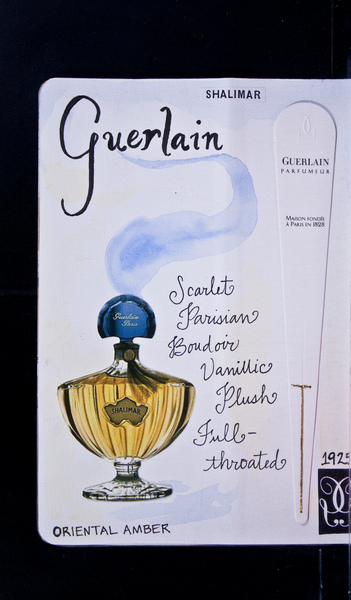 SHALIMAR
Guerlain
GUERLAIN
PARFUMEUR
MAISON FONDÉE
À PARIS EN 1828
Guerlain
Paris
SHALIMAR
Scarlet
Parisian
Boudoir
Vanillic
Plush
Full-
throated
1925
ORIENTAL AMBER